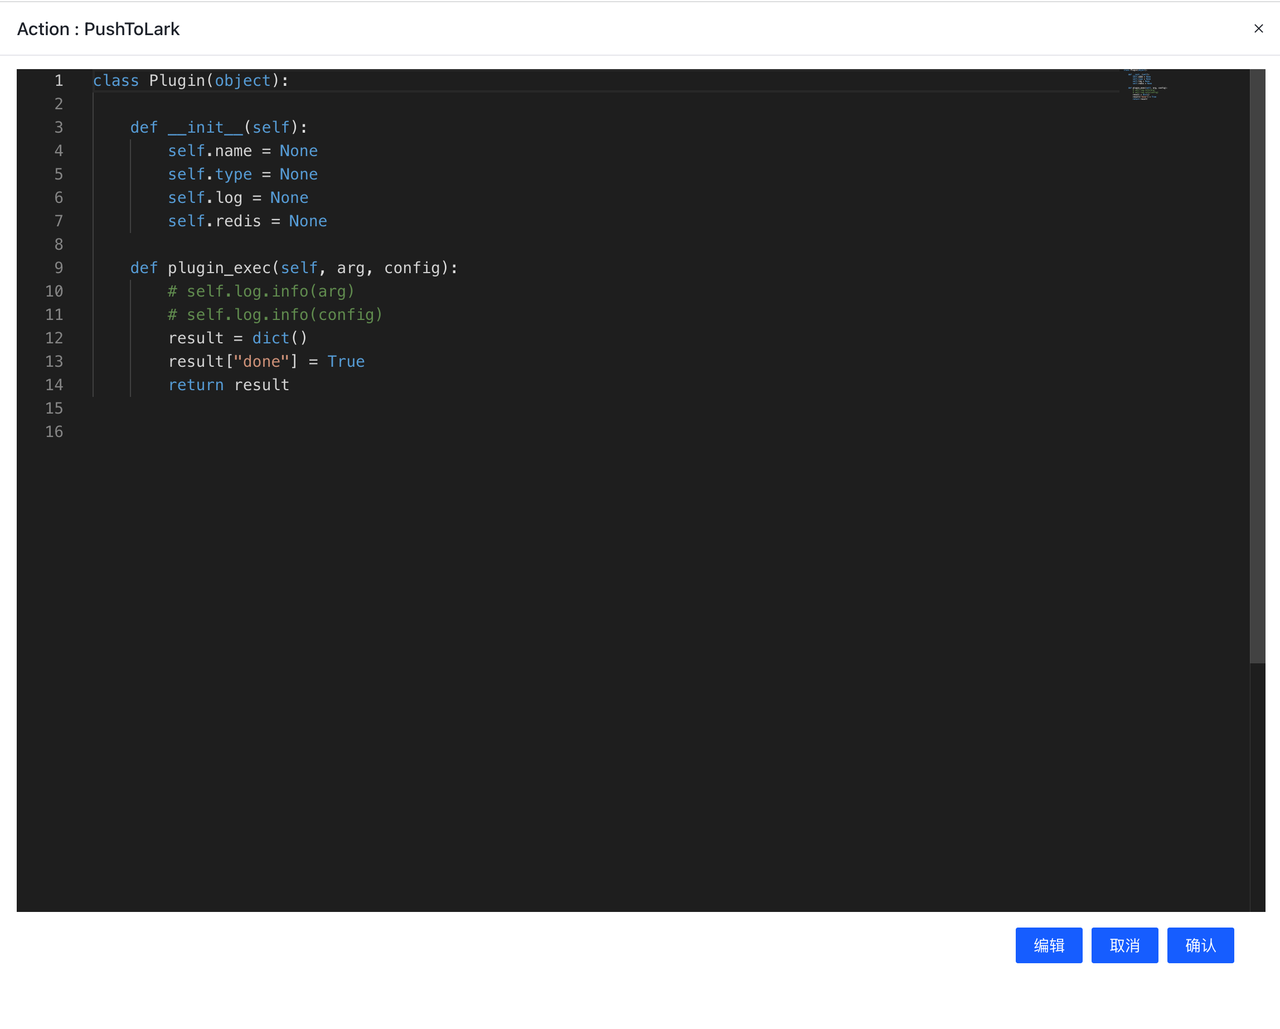 Action : PushToLark
×
1 class Plugin(object):
2
3     def __init__(self):
4         self.name = None
5         self.type = None
6         self.log = None
7         self.redis = None
8
9     def plugin_exec(self, arg, config):
10         # self.log.info(arg)
11         # self.log.info(config)
12         result = dict()
13         result["done"] = True
14         return result
15
16
编辑 取消 确认